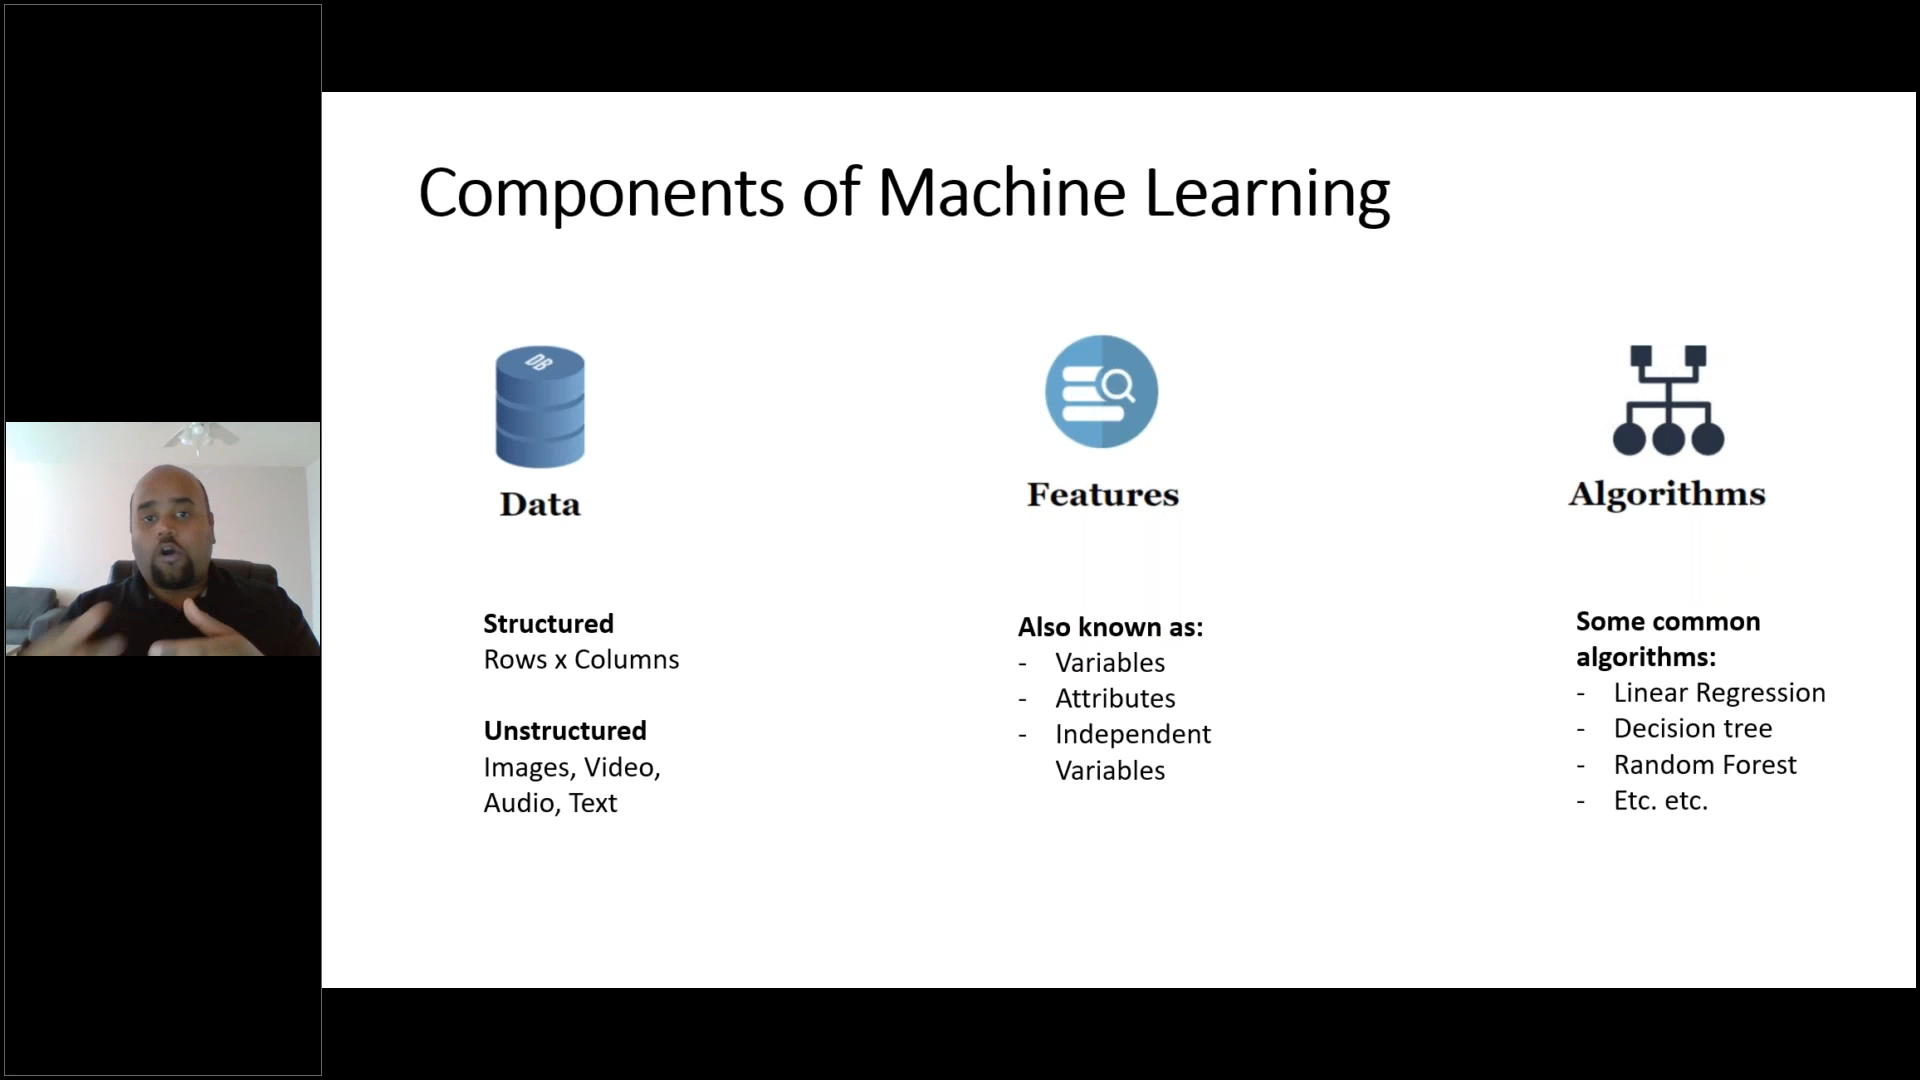 Components of Machine Learning
DB
Data
Structured
Rows x Columns
Unstructured
Images, Video,
Audio, Text
Features
Also known as:
- Variables
- Attributes
- Independent
Variables
Algorithms
Some common
algorithms:
- Linear Regression
- Decision tree
- Random Forest
- Etc. etc.